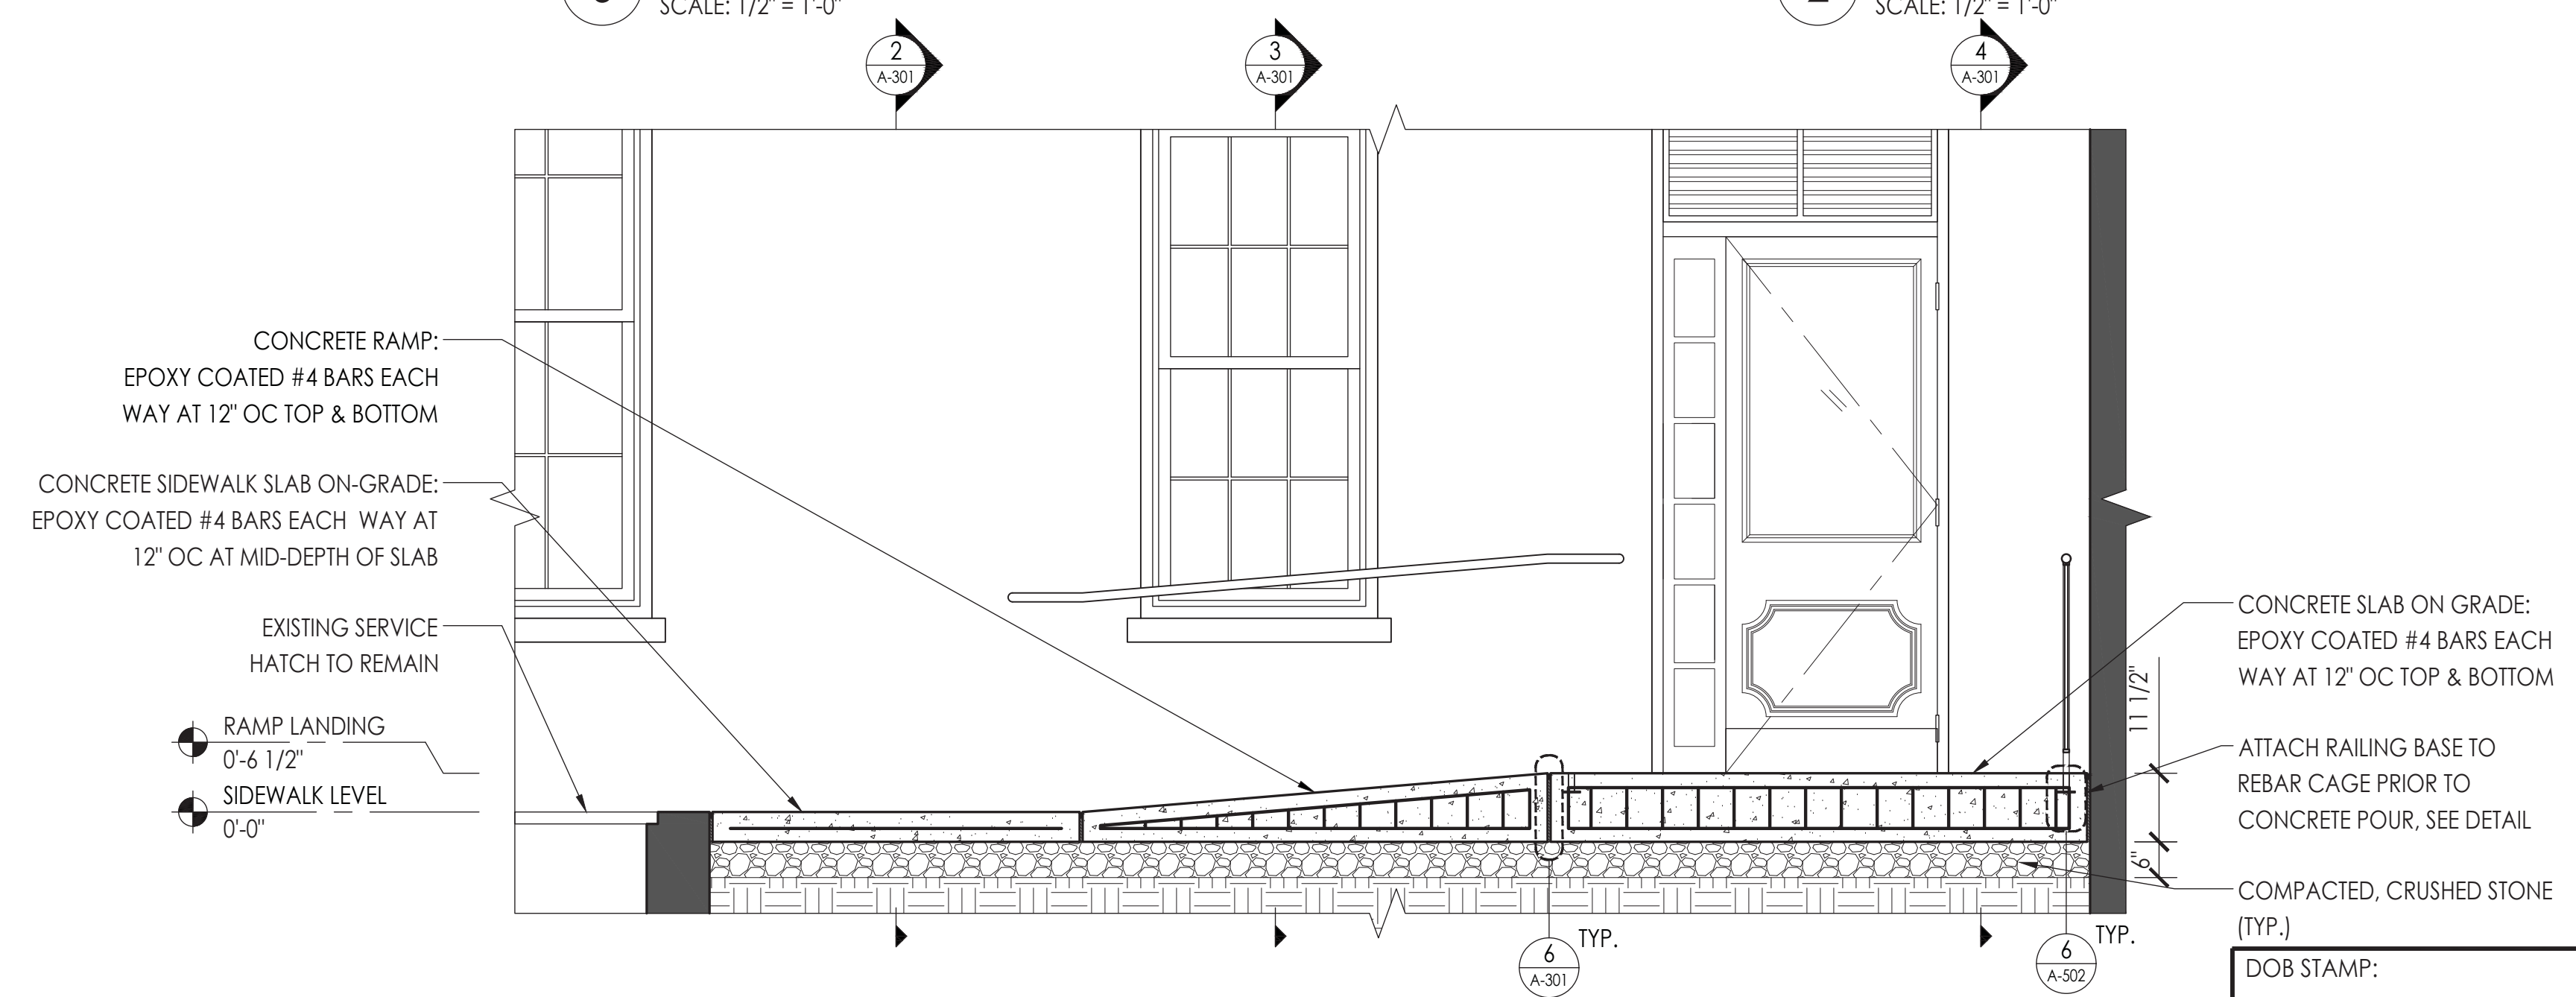 SCALE: 1/2" = 1'-0"
SCALE: 1/2" = 1'-0"
2
A-301
3
A-301
4
A-301
CONCRETE RAMP:
EPOXY COATED #4 BARS EACH
WAY AT 12" OC TOP & BOTTOM
CONCRETE SIDEWALK SLAB ON-GRADE:
EPOXY COATED #4 BARS EACH WAY AT
12" OC AT MID-DEPTH OF SLAB
EXISTING SERVICE
HATCH TO REMAIN
RAMP LANDING
0'-6 1/2"
SIDEWALK LEVEL
0'-0"
11 1/2"
6"
CONCRETE SLAB ON GRADE:
EPOXY COATED #4 BARS EACH
WAY AT 12" OC TOP & BOTTOM
ATTACH RAILING BASE TO
REBAR CAGE PRIOR TO
CONCRETE POUR, SEE DETAIL
COMPACTED, CRUSHED STONE
(TYP.)
6
A-301
TYP.
6
A-502
TYP.
DOB STAMP: